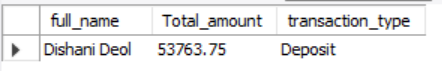 full_name Total_amount transaction_type
Dishani Deol 53763.75 Deposit